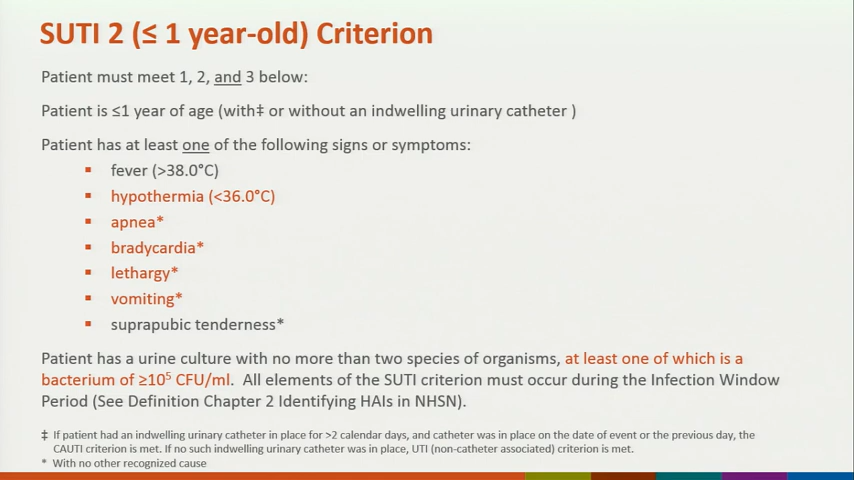 SUTI 2 (≤ 1 year-old) Criterion
Patient must meet 1, 2, and 3 below:
Patient is ≤1 year of age (with‡ or without an indwelling urinary catheter )
Patient has at least one of the following signs or symptoms:
▪ fever (>38.0°C)
▪ hypothermia (<36.0°C)
▪ apnea*
▪ bradycardia*
▪ lethargy*
▪ vomiting*
▪ suprapubic tenderness*
Patient has a urine culture with no more than two species of organisms, at least one of which is a
bacterium of ≥10⁵ CFU/ml. All elements of the SUTI criterion must occur during the Infection Window
Period (See Definition Chapter 2 Identifying HAIs in NHSN).
‡ If patient had an indwelling urinary catheter in place for >2 calendar days, and catheter was in place on the date of event or the previous day, the
CAUTI criterion is met. If no such indwelling urinary catheter was in place, UTI (non-catheter associated) criterion is met.
* With no other recognized cause